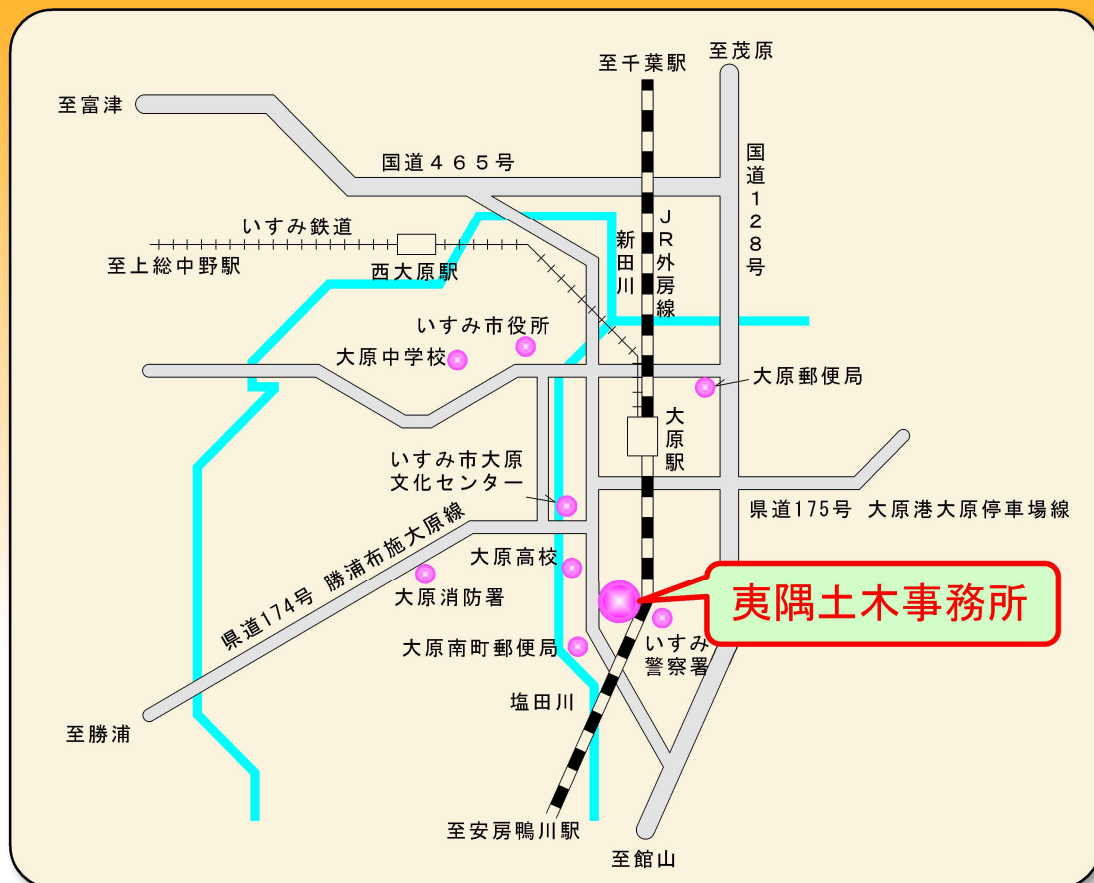 至茂原
至千葉駅
至富津
国道４６５号
国道１２８号
いすみ鉄道
ＪＲ外房線
新田川
至上総中野駅
西大原駅
いすみ市役所
大原中学校
大原郵便局
大原駅
いすみ市大原
文化センター
県道175号 大原港大原停車場線
県道174号 勝浦布施大原線
大原高校
大原消防署
夷隅土木事務所
大原南町郵便局
いすみ
警察署
塩田川
至勝浦
至安房鴨川駅
至館山